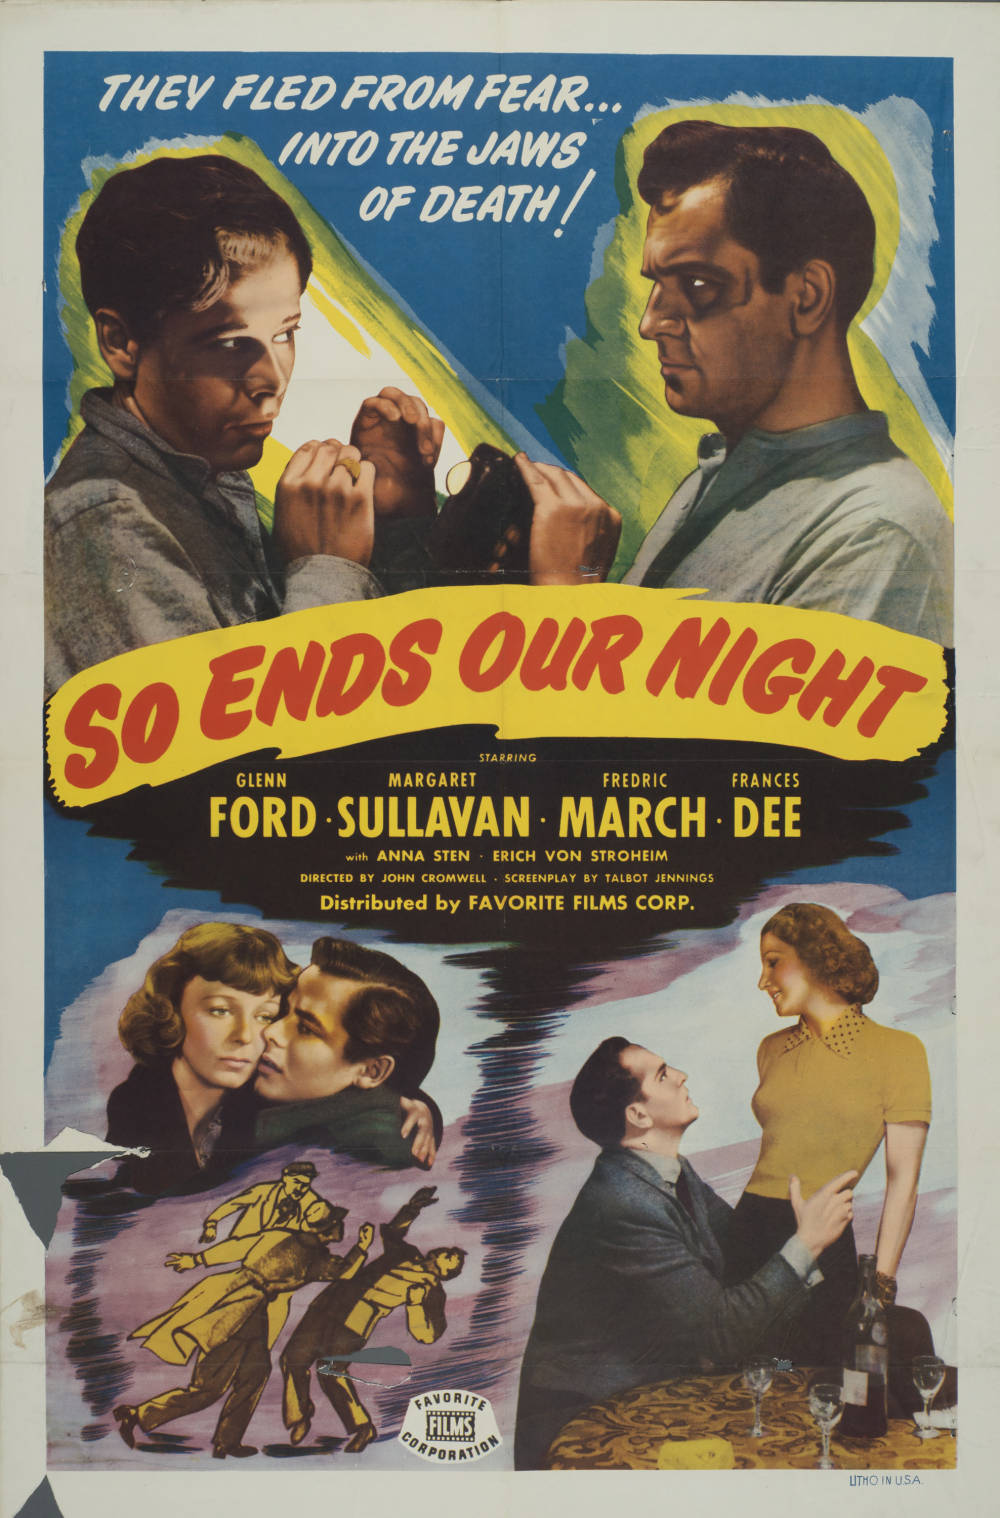 THEY FLED FROM FEAR...
INTO THE JAWS
OF DEATH!
SO ENDS OUR NIGHT
STARRING
GLENN MARGARET FREDRIC FRANCES
FORD · SULLAVAN · MARCH · DEE
with ANNA STEN · ERICH VON STROHEIM
DIRECTED BY JOHN CROMWELL · SCREENPLAY BY TALBOT JENNINGS
Distributed by FAVORITE FILMS CORP.
FAVORITE
FILMS
CORPORATION
LITHO IN U.S.A.